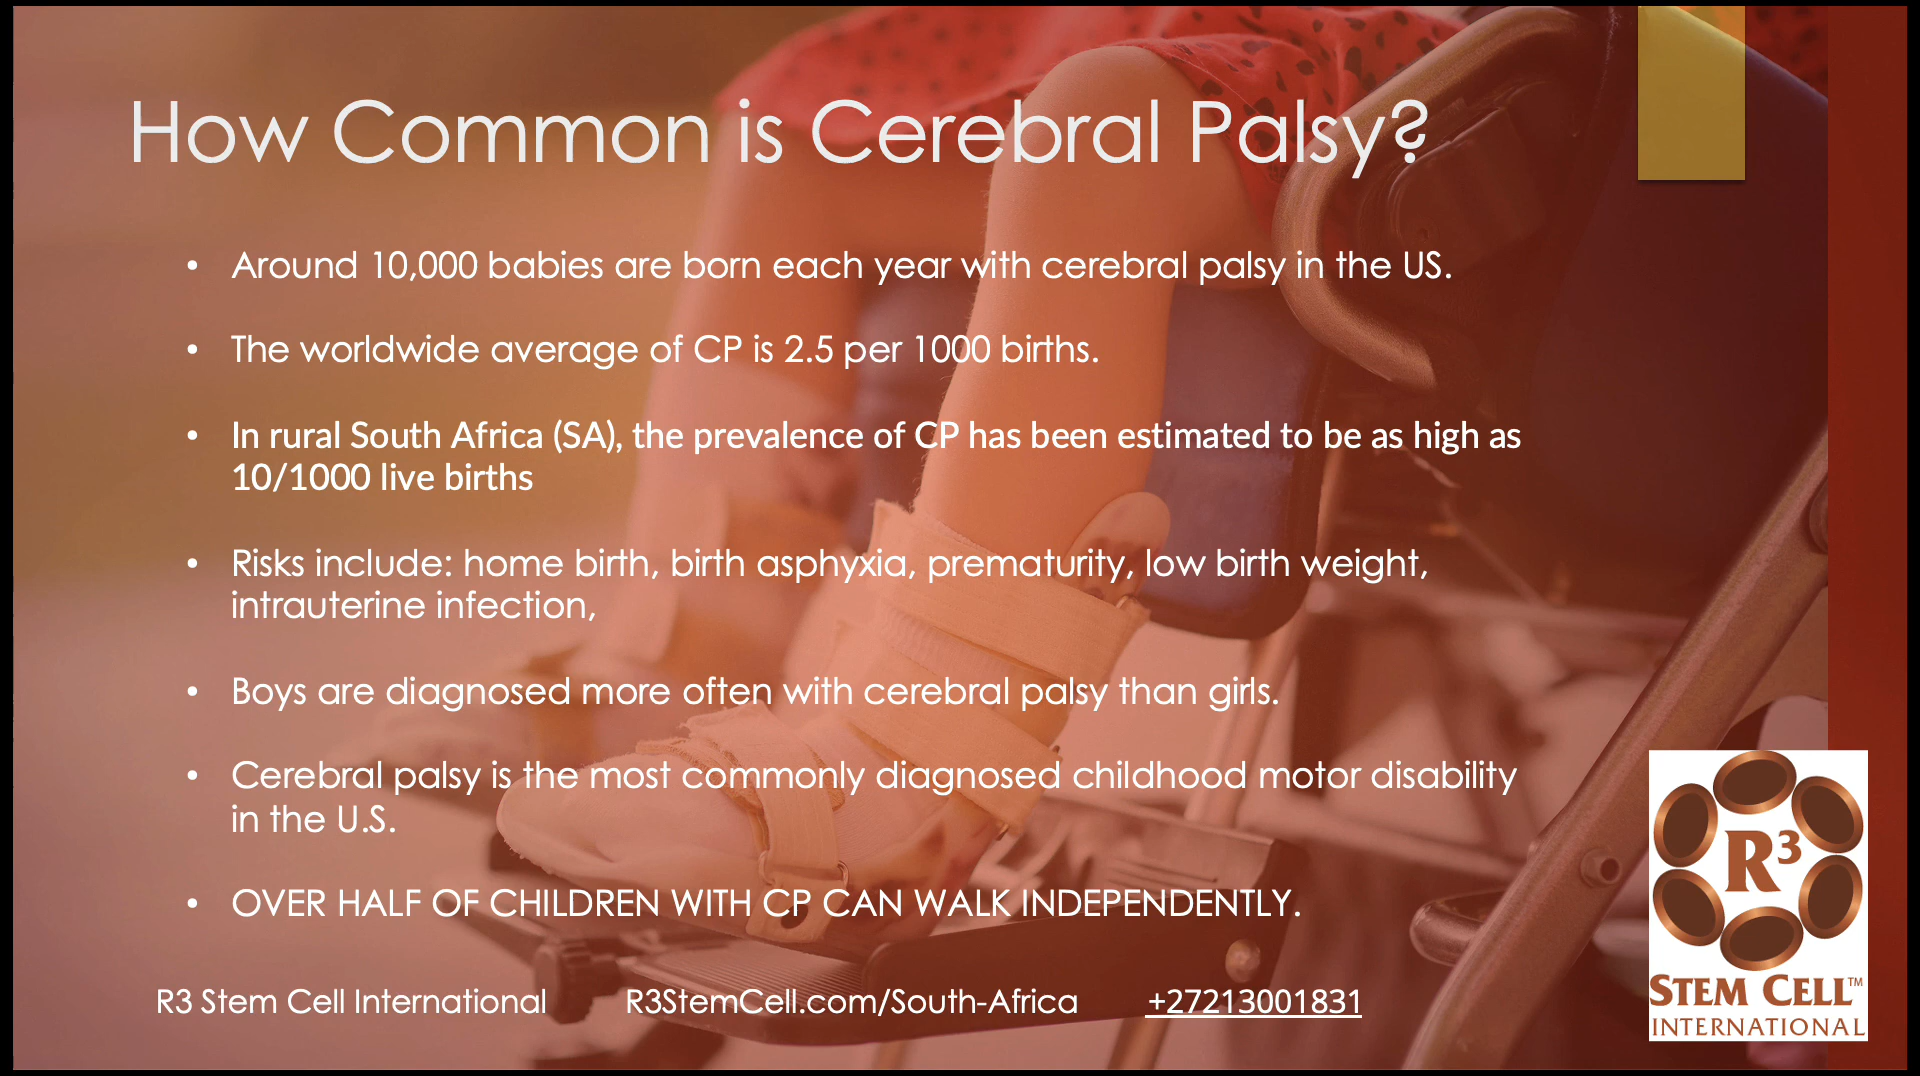 How Common is Cerebral Palsy?
• Around 10,000 babies are born each year with cerebral palsy in the US.
• The worldwide average of CP is 2.5 per 1000 births.
• In rural South Africa (SA), the prevalence of CP has been estimated to be as high as
10/1000 live births
• Risks include: home birth, birth asphyxia, prematurity, low birth weight,
intrauterine infection,
• Boys are diagnosed more often with cerebral palsy than girls.
• Cerebral palsy is the most commonly diagnosed childhood motor disability
in the U.S.
• OVER HALF OF CHILDREN WITH CP CAN WALK INDEPENDENTLY.
R3 Stem Cell International R3StemCell.com/South-Africa +27213001831
R³
STEM CELL™
INTERNATIONAL